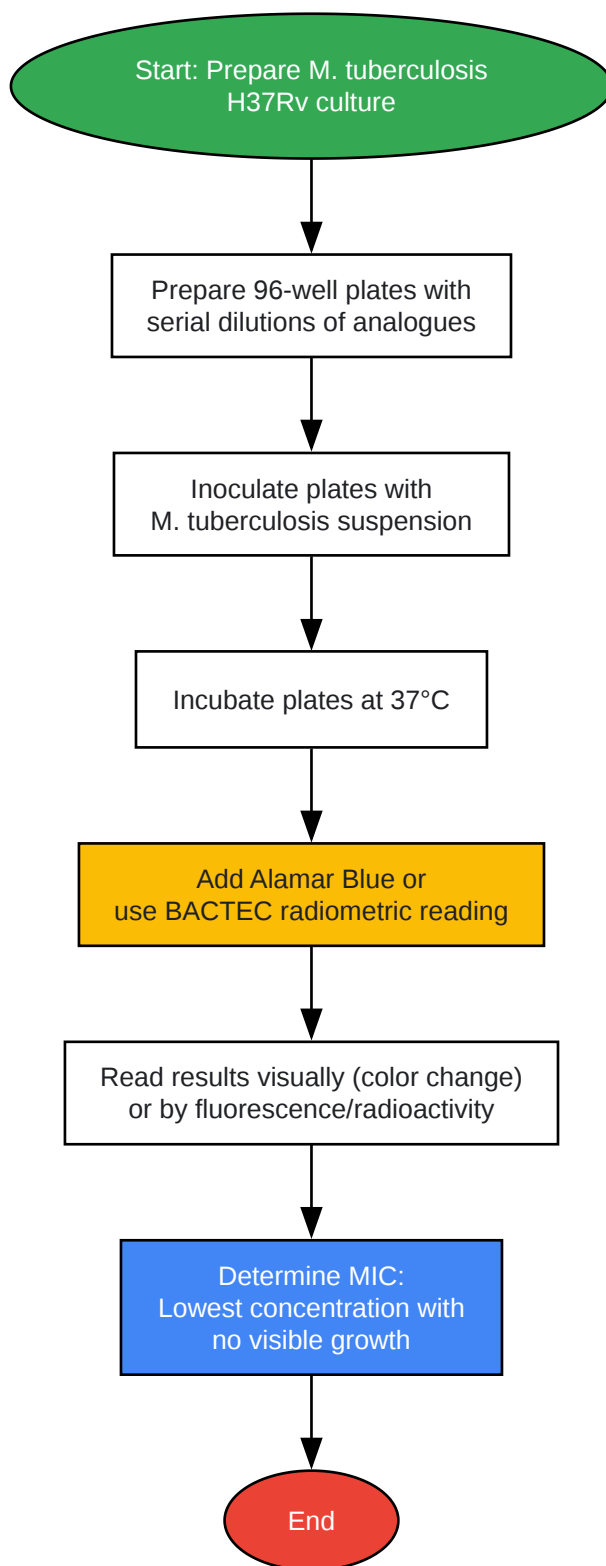 Start: Prepare M. tuberculosis
H37Rv culture
Prepare 96-well plates with
serial dilutions of analogues
Inoculate plates with
M. tuberculosis suspension
Incubate plates at 37°C
Add Alamar Blue or
use BACTEC radiometric reading
Read results visually (color change)
or by fluorescence/radioactivity
Determine MIC:
Lowest concentration with
no visible growth
End